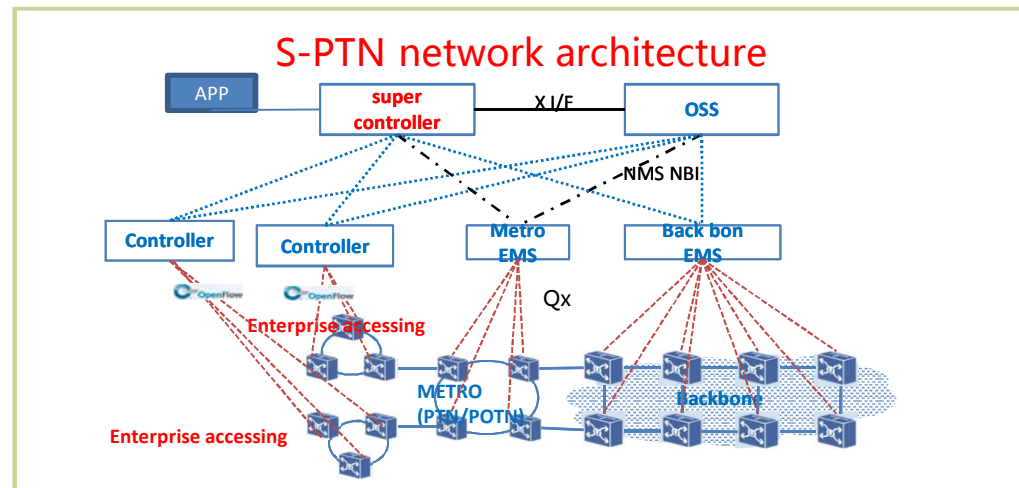 S-PTN network architecture
APP
super
controller
X I/F
OSS
NMS NBI
Controller
Controller
Metro
EMS
Back bon
EMS
OpenFlow
OpenFlow
Qx
Enterprise accessing
METRO
(PTN/POTN)
Backbone
Enterprise accessing